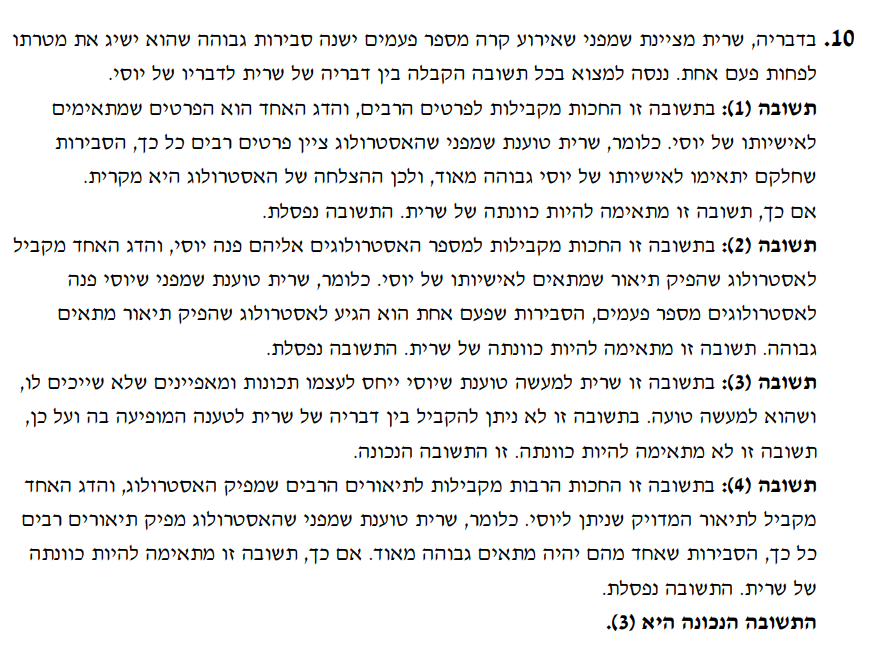 10. בדבריה, שרית מציינת שמפני שאירוע קרה מספר פעמים ישנה סבירות גבוהה שהוא ישיג את מטרתו
לפחות פעם אחת. ננסה למצוא בכל תשובה הקבלה בין דבריה של שרית לדבריו של יוסי.
תשובה (1): בתשובה זו החכות מקבילות לפרטים הרבים, והדג האחד הוא הפרטים שמתאימים
לאישיותו של יוסי. כלומר, שרית טוענת שמפני שהאסטרולוג ציין פרטים רבים כל כך, הסבירות
שחלקם יתאימו לאישיותו של יוסי גבוהה מאוד, ולכן ההצלחה של האסטרולוג היא מקרית.
אם כך, תשובה זו מתאימה להיות כוונתה של שרית. התשובה נפסלת.
תשובה (2): בתשובה זו החכות מקבילות למספר האסטרולוגים אליהם פנה יוסי, והדג האחד מקביל
לאסטרולוג שהפיק תיאור שמתאים לאישיותו של יוסי. כלומר, שרית טוענת שמפני שיוסי פנה
לאסטרולוגים מספר פעמים, הסבירות שפעם אחת הוא הגיע לאסטרולוג שהפיק תיאור מתאים
גבוהה. תשובה זו מתאימה להיות כוונתה של שרית. התשובה נפסלת.
תשובה (3): בתשובה זו שרית למעשה טוענת שיוסי ייחס לעצמו תכונות ומאפיינים שלא שייכים לו,
ושהוא למעשה טועה. בתשובה זו לא ניתן להקביל בין דבריה של שרית לטענה המופיעה בה ועל כן,
תשובה זו לא מתאימה להיות כוונתה. זו התשובה הנכונה.
תשובה (4): בתשובה זו החכות הרבות מקבילות לתיאורים הרבים שמפיק האסטרולוג, והדג האחד
מקביל לתיאור המדויק שניתן ליוסי. כלומר, שרית טוענת שמפני שהאסטרולוג מפיק תיאורים רבים
כל כך, הסבירות שאחד מהם יהיה מתאים גבוהה מאוד. אם כך, תשובה זו מתאימה להיות כוונתה
של שרית. התשובה נפסלת.
התשובה הנכונה היא (3).